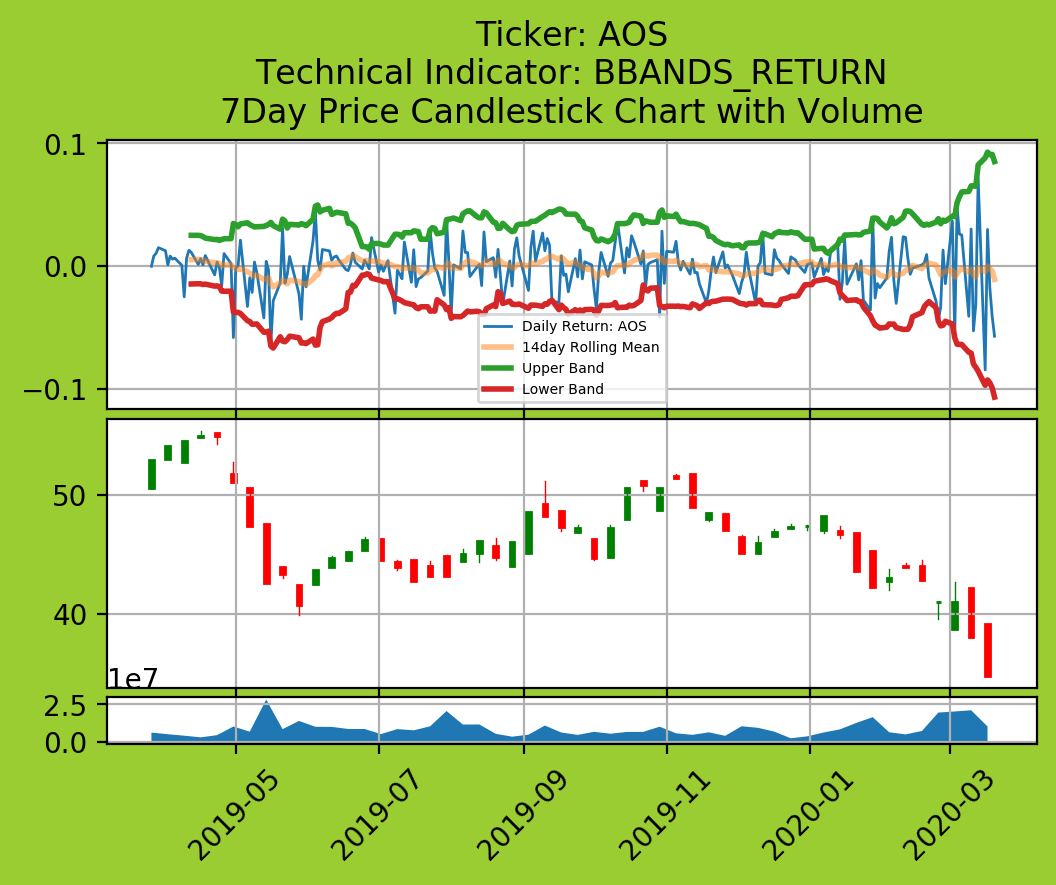 Ticker: AOS
Technical Indicator: BBANDS_RETURN
7Day Price Candlestick Chart with Volume
0.1
0.0
−0.1
Daily Return: AOS
14day Rolling Mean
Upper Band
Lower Band
50
40
1e7
2.5
0.0
2019-05
2019-07
2019-09
2019-11
2020-01
2020-03